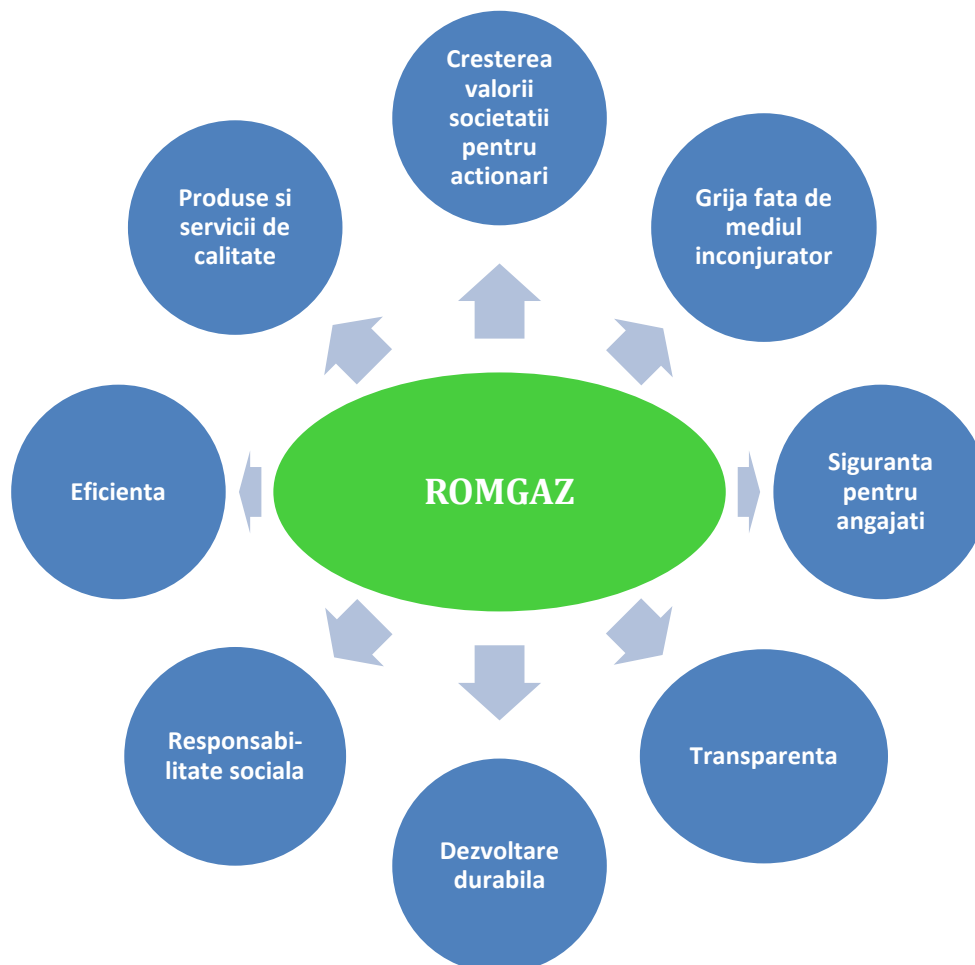 Cresterea
valorii
societatii
pentru
actionari
Grija fata de
mediul
inconjurator
Siguranta
pentru
angajati
Transparenta
Dezvoltare
durabila
Responsabi-
litate sociala
Eficienta
Produse si
servicii de
calitate
ROMGAZ